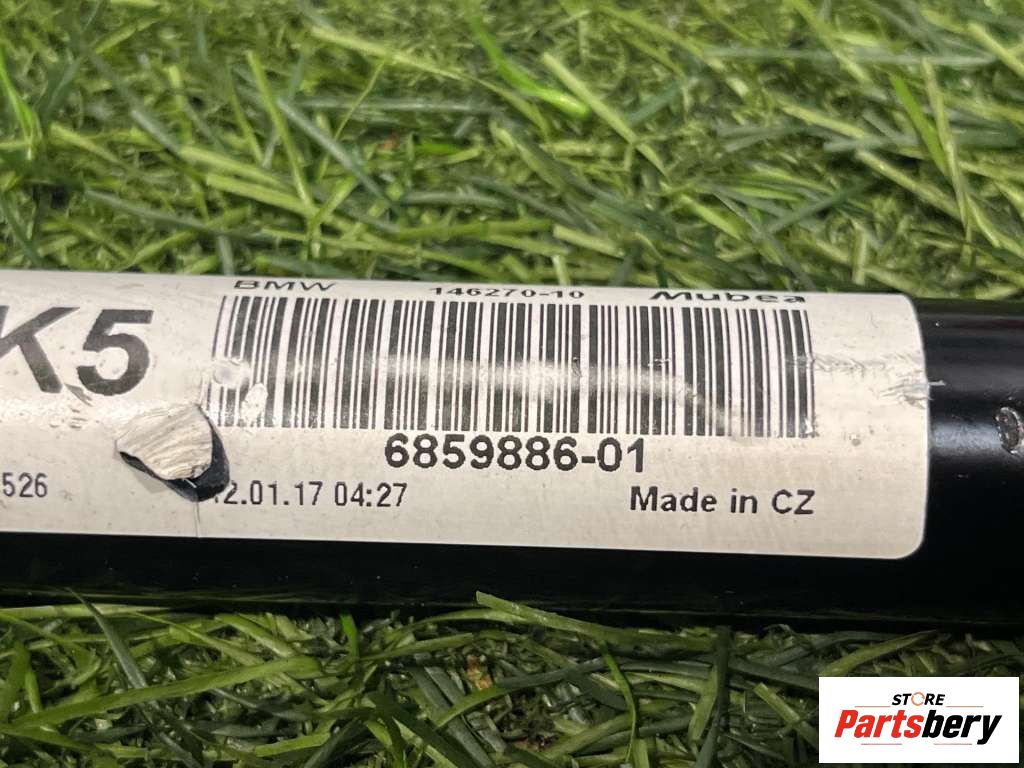 BMW 146270-10 Mubea
K5
6859886-01
526 12.01.17 04:27 Made in CZ
STORE
Partsbery